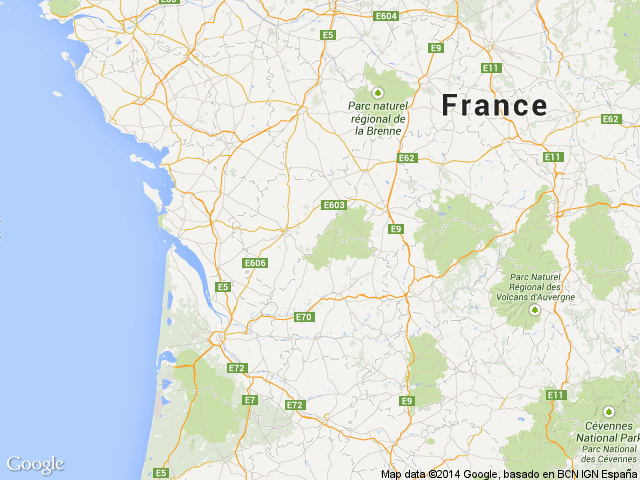 E60
E604
E5
E9
E11
Parc naturel
régional de
la Brenne
France
E62
E62
E11
E603
E9
E606
Parc Naturel
Régional des
Volcans d'Auvergne
E5
E70
E72
E7
E72
E9
E11
Cévennes
National Park
Parc National
des Cévennes
E5
Google
Map data ©2014 Google, basado en BCN IGN España